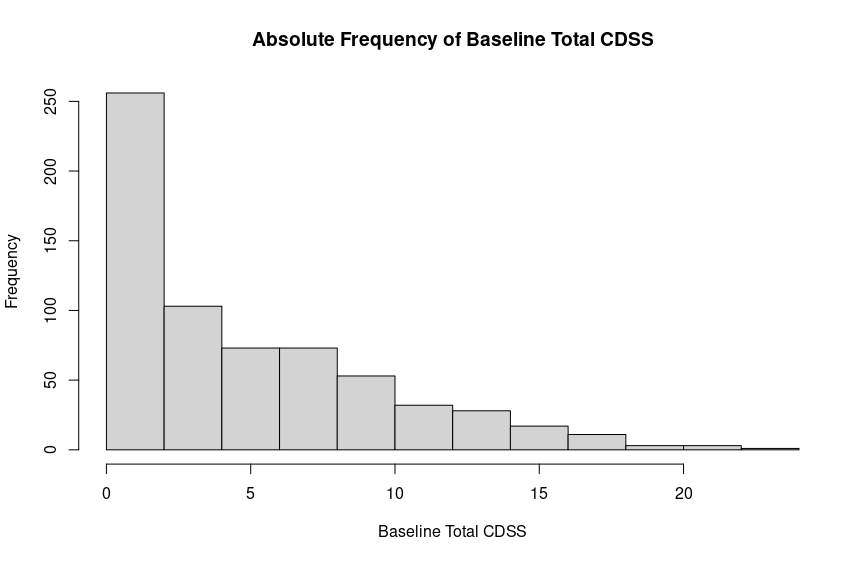 Absolute Frequency of Baseline Total CDSS
Frequency
250
200
150
100
50
0
0 5 10 15 20
Baseline Total CDSS